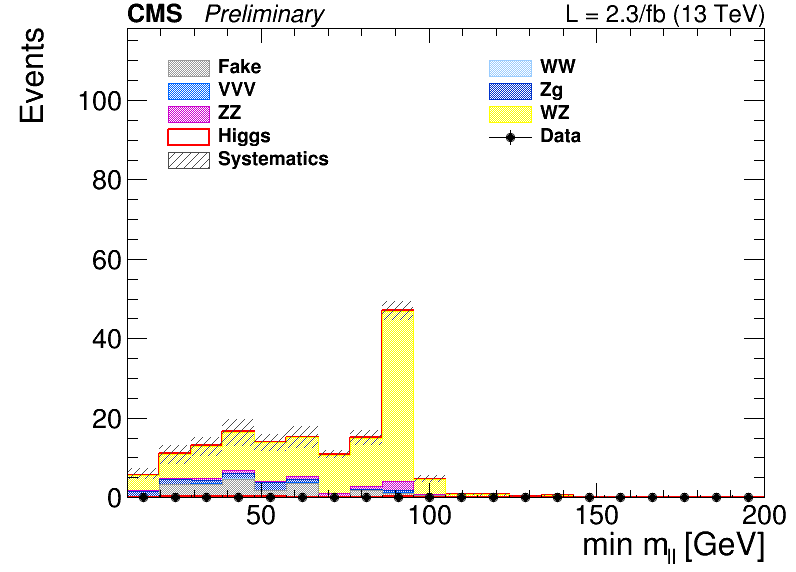 CMS Preliminary L = 2.3/fb (13 TeV)
Events
Fake WW
VVV Zg
ZZ WZ
Higgs Data
Systematics
100
80
60
40
20
0
50 100 150 200
min m_ll [GeV]